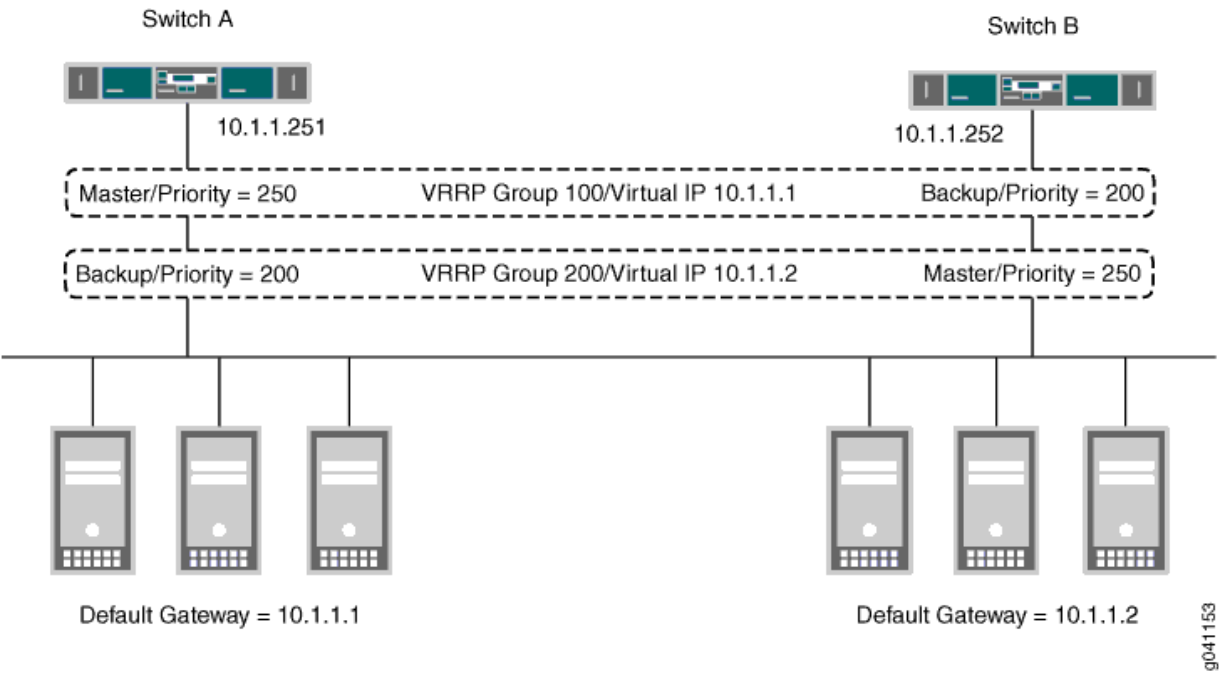 Switch A
Switch B
10.1.1.251
10.1.1.252
Master/Priority = 250 VRRP Group 100/Virtual IP 10.1.1.1 Backup/Priority = 200
Backup/Priority = 200 VRRP Group 200/Virtual IP 10.1.1.2 Master/Priority = 250
Default Gateway = 10.1.1.1 Default Gateway = 10.1.1.2
g041153